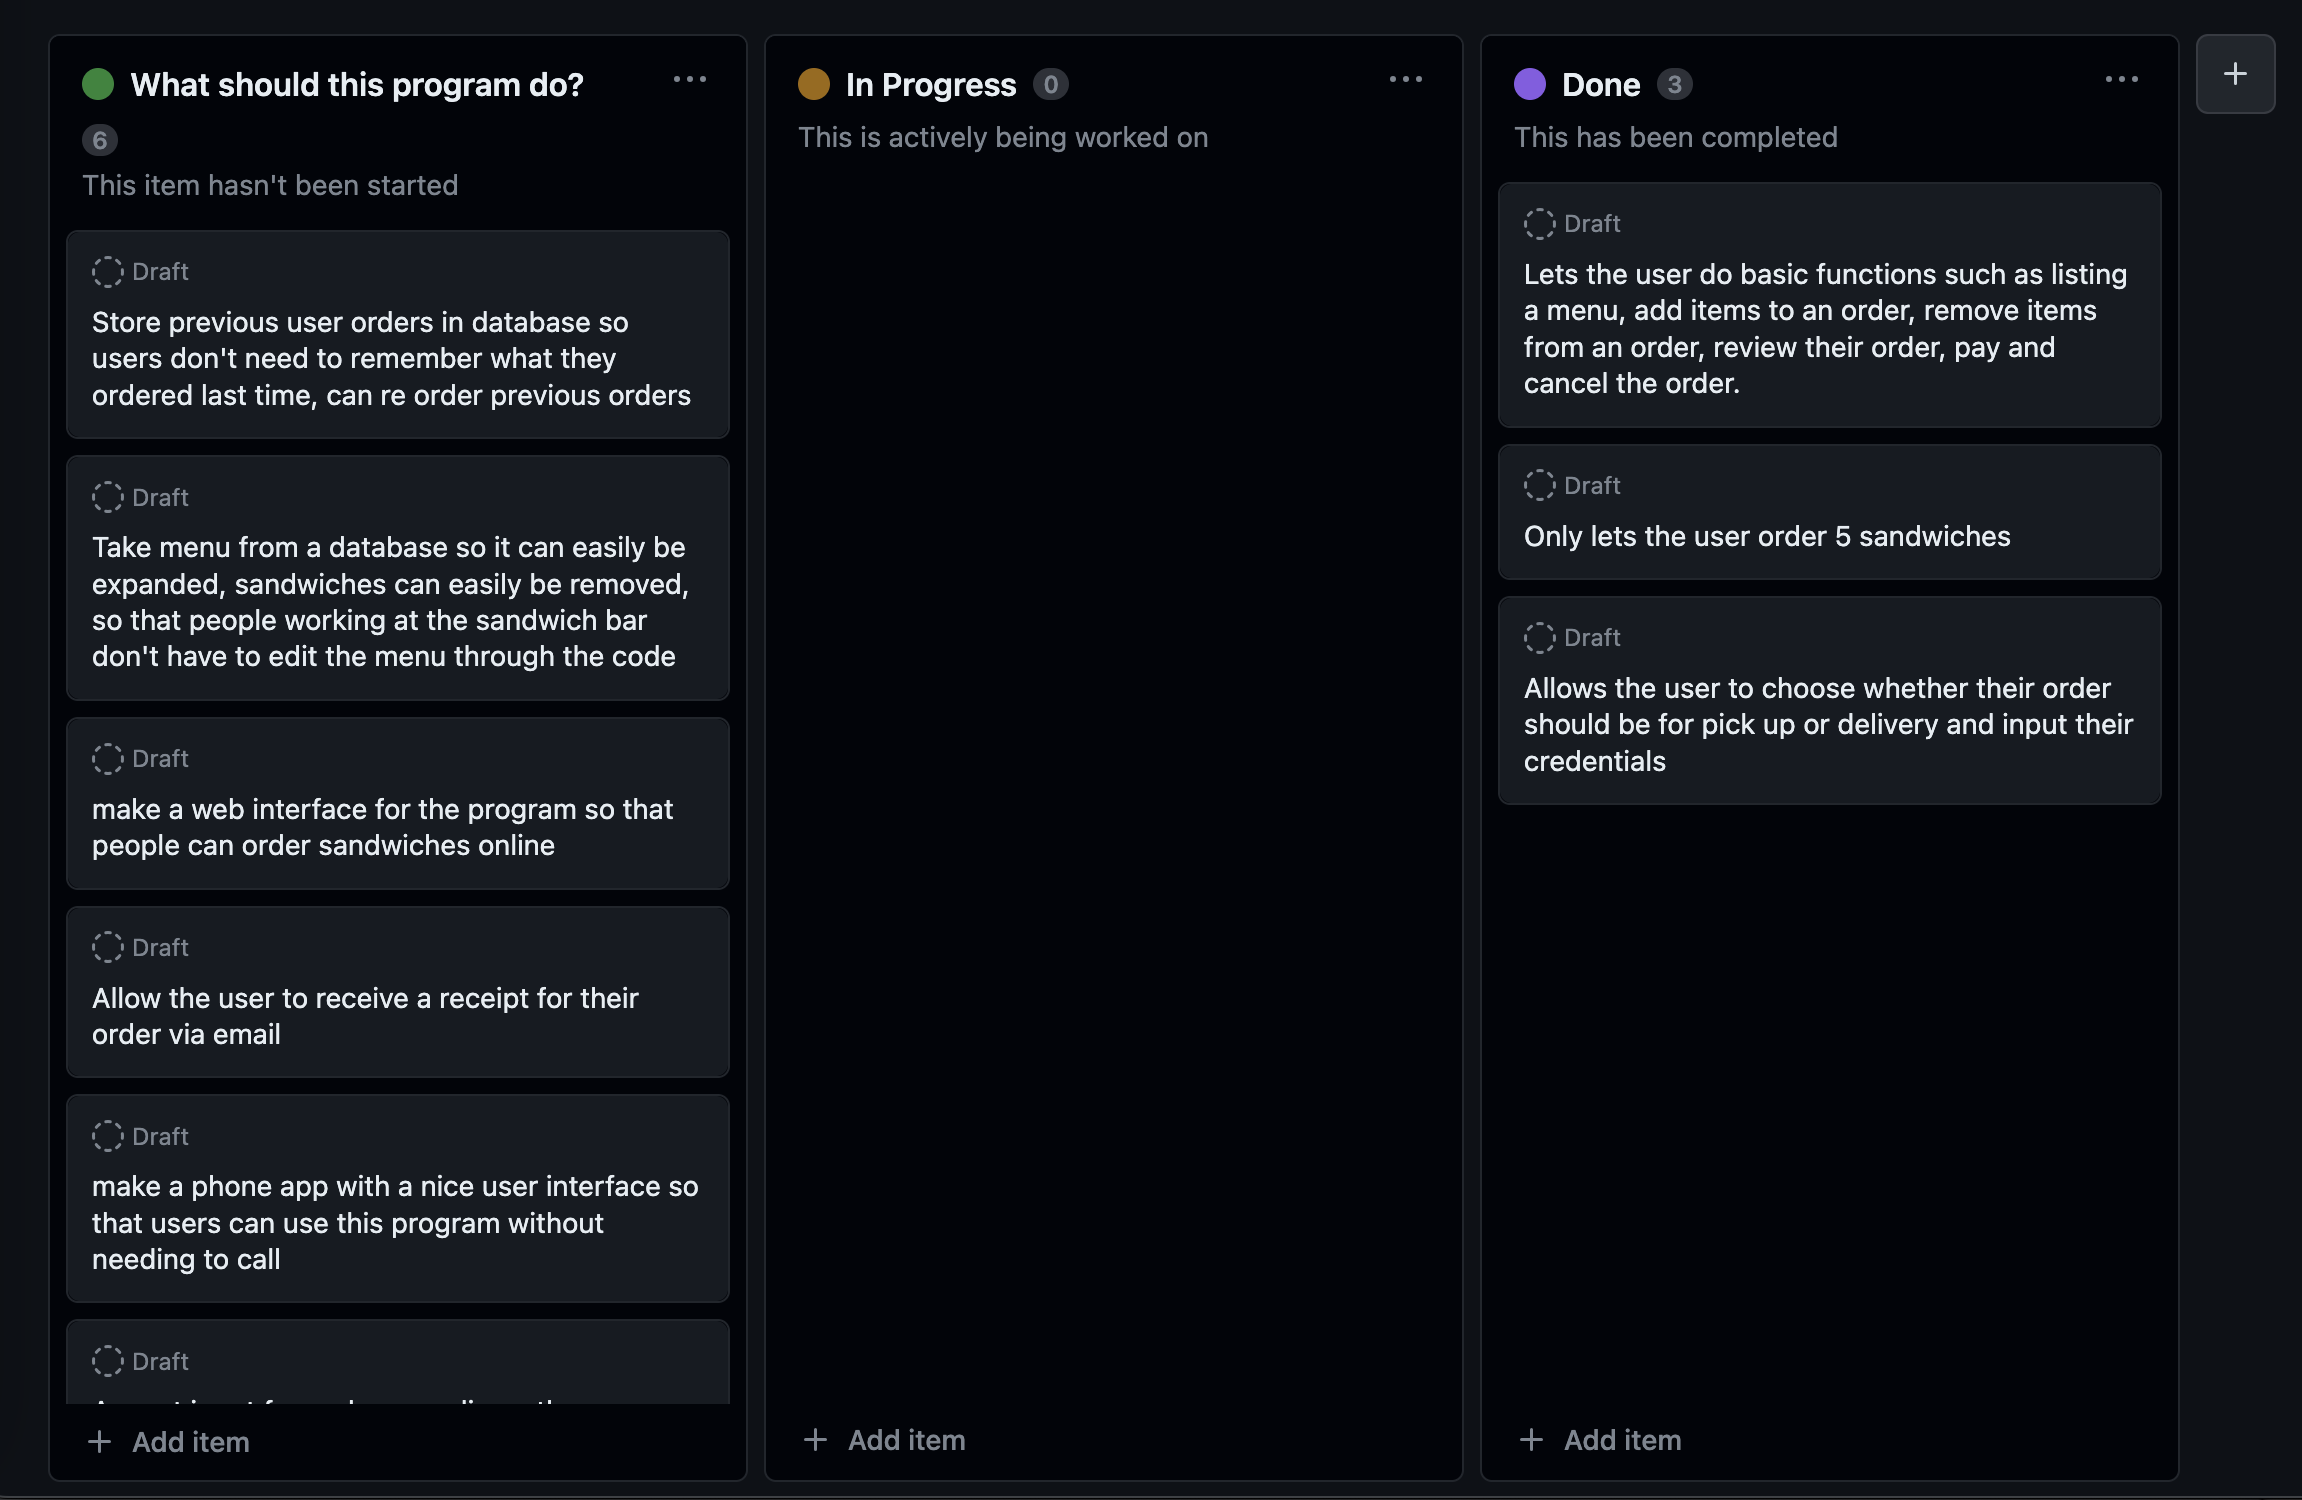 What should this program do?
6
This item hasn't been started
Draft
Store previous user orders in database so
users don't need to remember what they
ordered last time, can re order previous orders
Draft
Take menu from a database so it can easily be
expanded, sandwiches can easily be removed,
so that people working at the sandwich bar
don't have to edit the menu through the code
Draft
make a web interface for the program so that
people can order sandwiches online
Draft
Allow the user to receive a receipt for their
order via email
Draft
make a phone app with a nice user interface so
that users can use this program without
needing to call
Draft
Add item
In Progress 0
This is actively being worked on
Add item
Done 3
This has been completed
Draft
Lets the user do basic functions such as listing
a menu, add items to an order, remove items
from an order, review their order, pay and
cancel the order.
Draft
Only lets the user order 5 sandwiches
Draft
Allows the user to choose whether their order
should be for pick up or delivery and input their
credentials
Add item